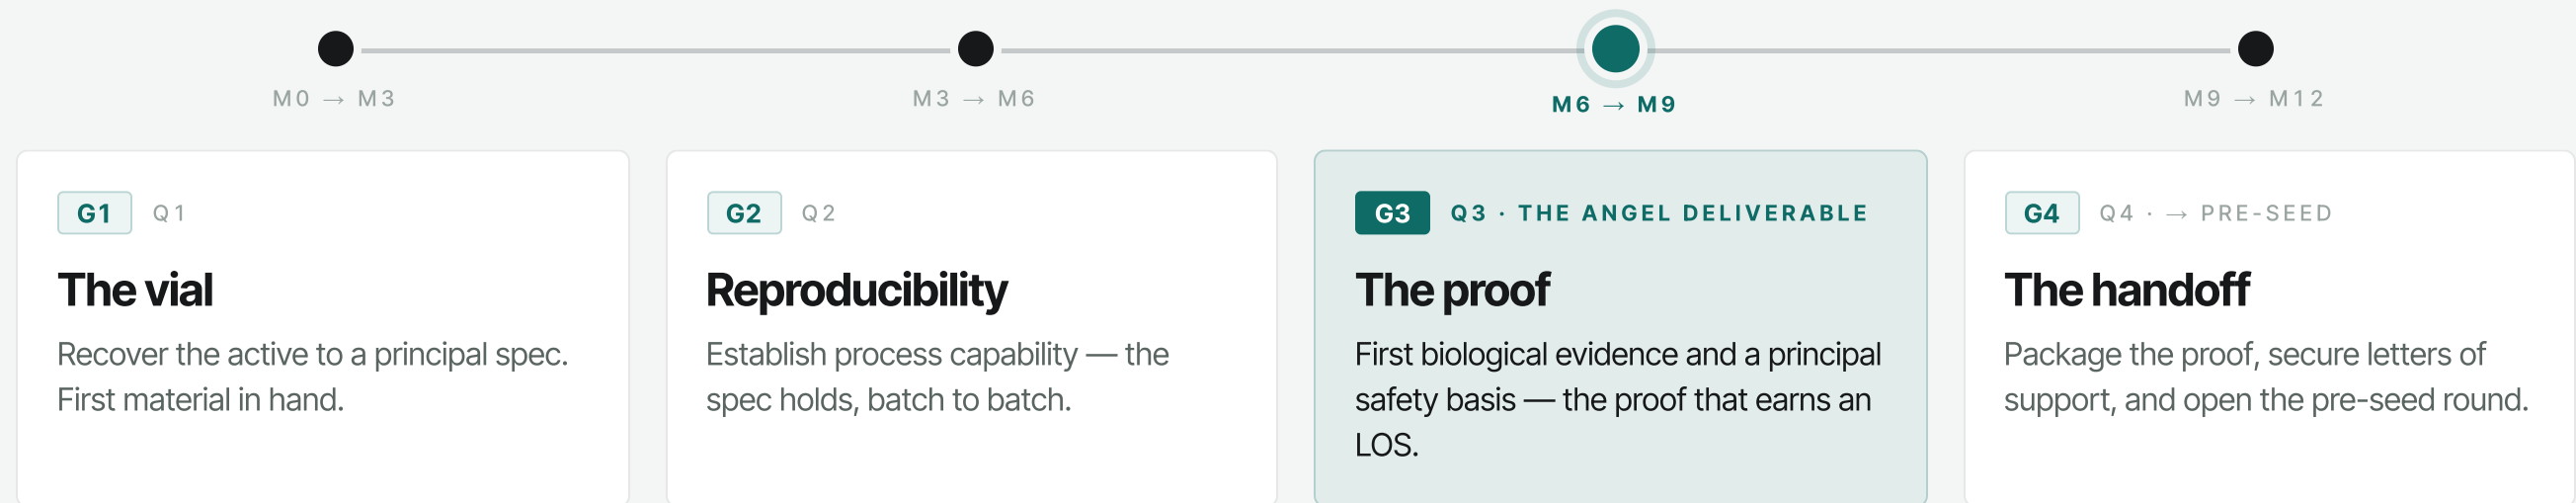 M0 → M3
M3 → M6
M6 → M9
M9 → M12
G1 Q1
The vial
Recover the active to a principal spec.
First material in hand.
G2 Q2
Reproducibility
Establish process capability — the
spec holds, batch to batch.
G3 Q3 · THE ANGEL DELIVERABLE
The proof
First biological evidence and a principal
safety basis — the proof that earns an
LOS.
G4 Q4 · → PRE-SEED
The handoff
Package the proof, secure letters of
support, and open the pre-seed round.